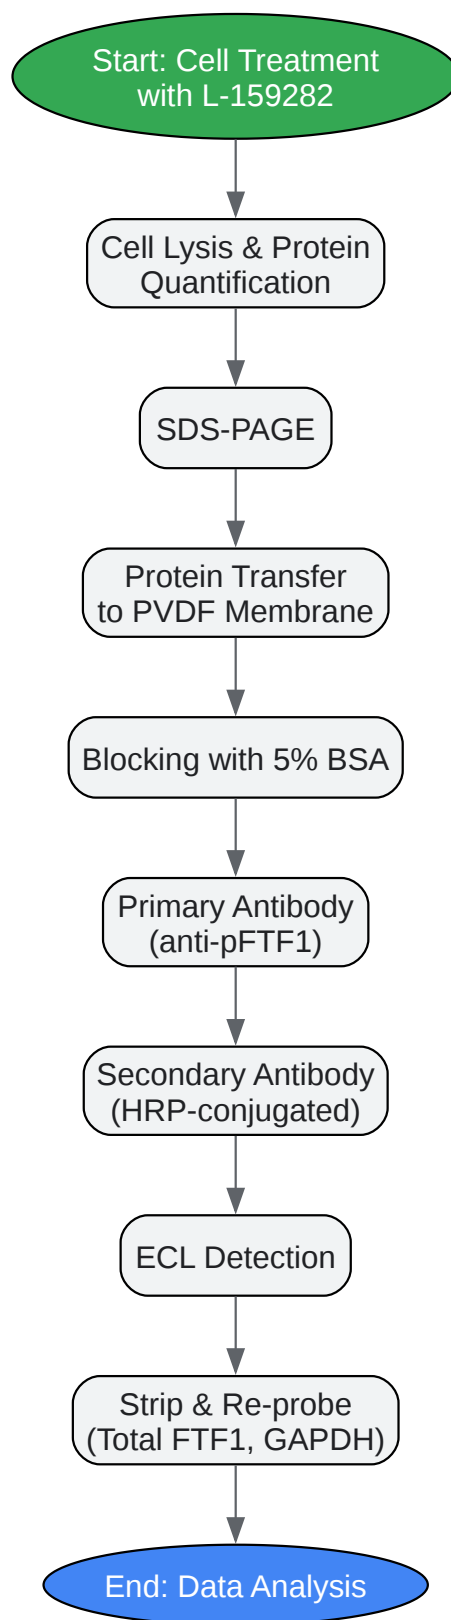 Start: Cell Treatment
with L-159282
Cell Lysis & Protein
Quantification
SDS-PAGE
Protein Transfer
to PVDF Membrane
Blocking with 5% BSA
Primary Antibody
(anti-pFTF1)
Secondary Antibody
(HRP-conjugated)
ECL Detection
Strip & Re-probe
(Total FTF1, GAPDH)
End: Data Analysis